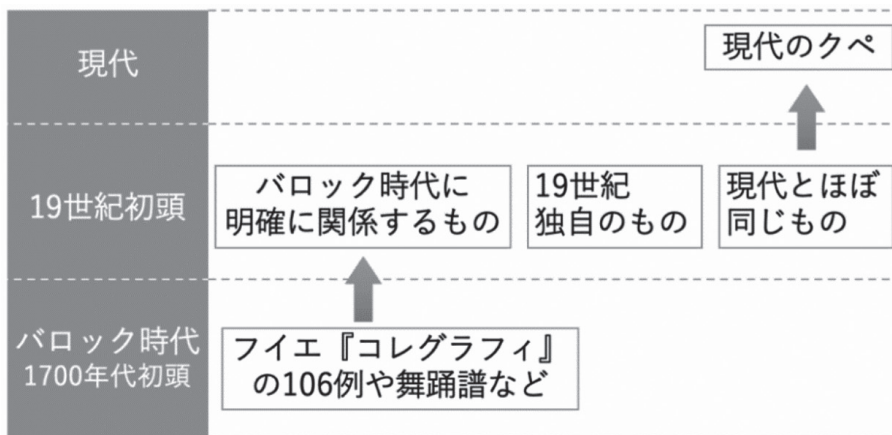 現代
現代のクペ
19世紀初頭
バロック時代に
明確に関係するもの
19世紀
独自のもの
現代とほぼ
同じもの
バロック時代
1700年代初頭
フイエ『コレグラフィ』
の106例や舞踊譜など